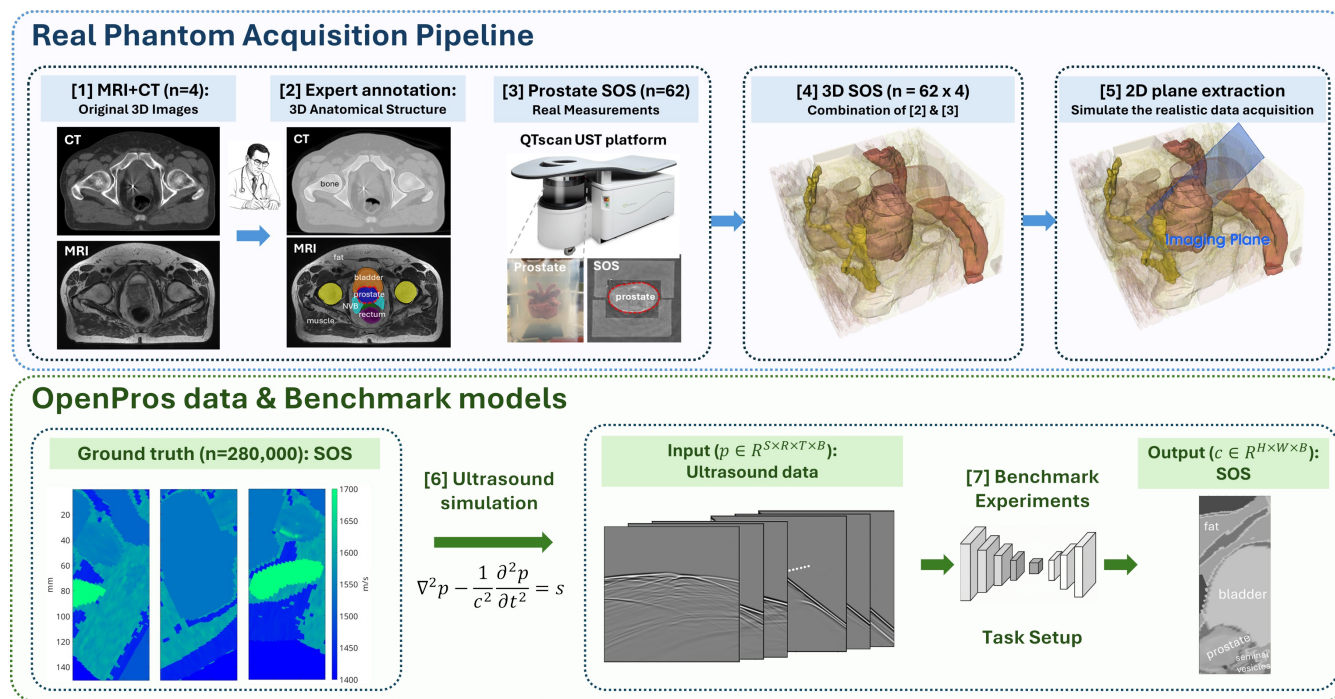 Real Phantom Acquisition Pipeline
[1] MRI+CT (n=4):
Original 3D Images
CT
MRI
[2] Expert annotation:
3D Anatomical Structure
CT
bone
MRI
fat
bladder
prostate
NVB
rectum
muscle
[3] Prostate SOS (n=62)
Real Measurements
QTscan UST platform
Prostate
SOS
prostate
[4] 3D SOS (n = 62 x 4)
Combination of [2] & [3]
[5] 2D plane extraction
Simulate the realistic data acquisition
Imaging Plane
OpenPros data & Benchmark models
Ground truth (n=280,000): SOS
20
40
60
80
100
120
140
mm
1700
1650
1600
1550
1500
1450
1400
m/s
[6] Ultrasound
simulation
∇²p − 1/c² ∂²p/∂t² = s
Input (p ∈ R^{S×R×T×B}):
Ultrasound data
[7] Benchmark
Experiments
Task Setup
Output (c ∈ R^{H×W×B}):
SOS
fat
bladder
prostate
seminal
vesicles